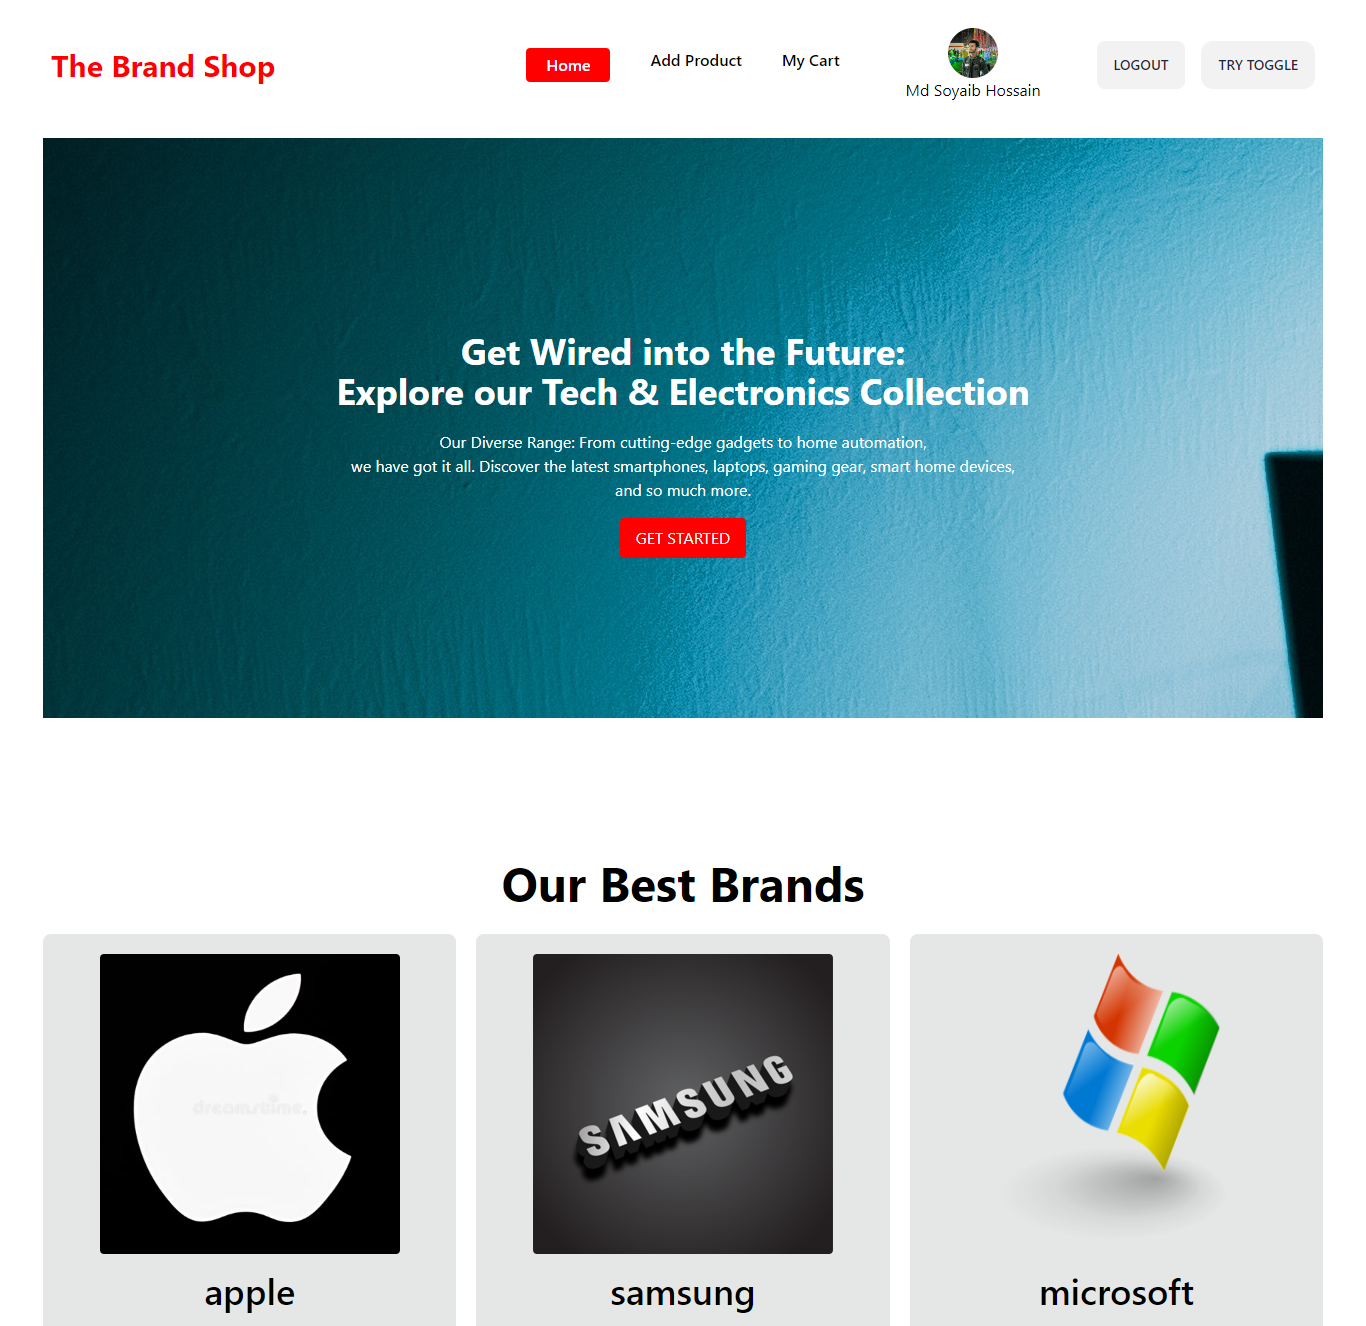 The Brand Shop
Home
Add Product
My Cart
Md Soyaib Hossain
LOGOUT
TRY TOGGLE
Get Wired into the Future:
Explore our Tech & Electronics Collection
Our Diverse Range: From cutting-edge gadgets to home automation,
we have got it all. Discover the latest smartphones, laptops, gaming gear, smart home devices,
and so much more.
GET STARTED
Our Best Brands
dreamstime.
SAMSUNG
apple
samsung
microsoft